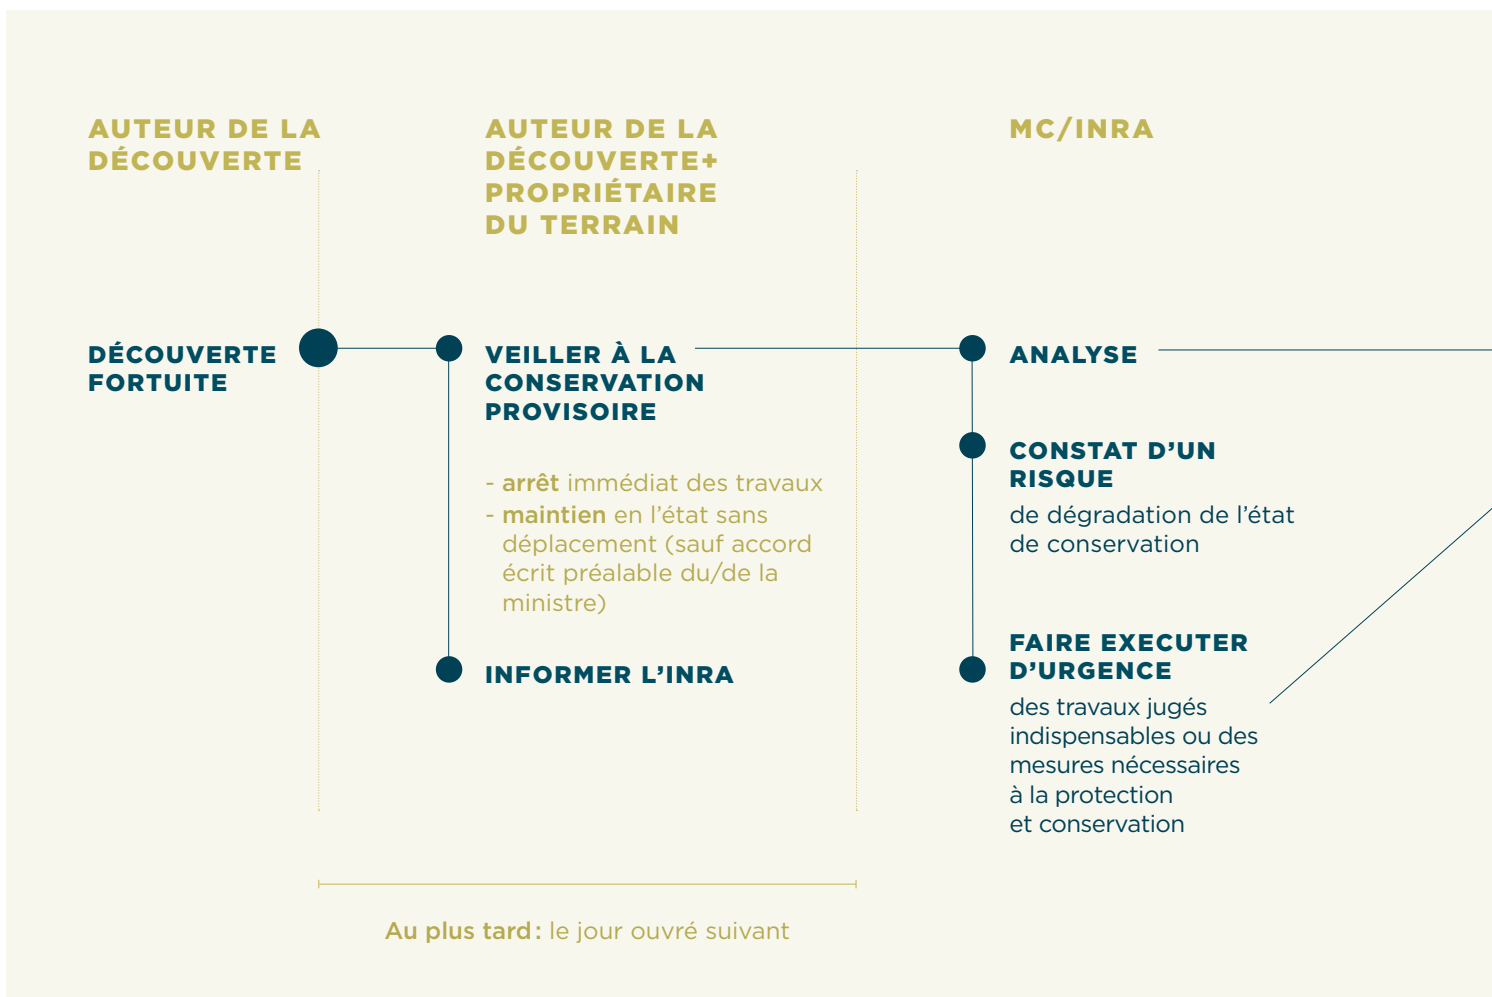 AUTEUR DE LA
DÉCOUVERTE
AUTEUR DE LA
DÉCOUVERTE+
PROPRIÉTAIRE
DU TERRAIN
MC/INRA
DÉCOUVERTE
FORTUITE
VEILLER À LA
CONSERVATION
PROVISOIRE
- arrêt immédiat des travaux
- maintien en l’état sans
déplacement (sauf accord
écrit préalable du/de la
ministre)
INFORMER L’INRA
ANALYSE
CONSTAT D’UN
RISQUE
de dégradation de l’état
de conservation
FAIRE EXECUTER
D’URGENCE
des travaux jugés
indispensables ou des
mesures nécessaires
à la protection
et conservation
Au plus tard : le jour ouvré suivant